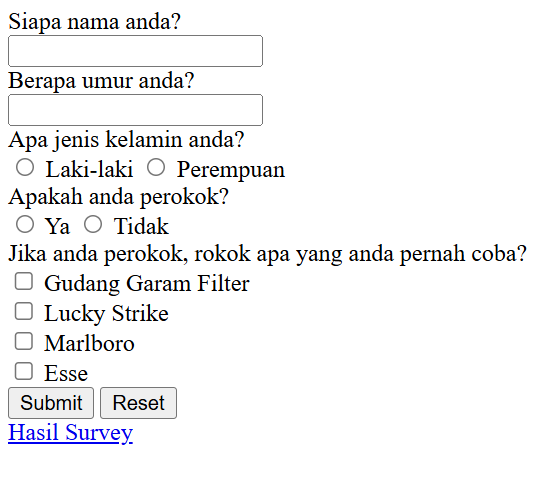 Siapa nama anda?
Berapa umur anda?
Apa jenis kelamin anda?
Laki-laki Perempuan
Apakah anda perokok?
Ya Tidak
Jika anda perokok, rokok apa yang anda pernah coba?
Gudang Garam Filter
Lucky Strike
Marlboro
Esse
Submit Reset
Hasil Survey